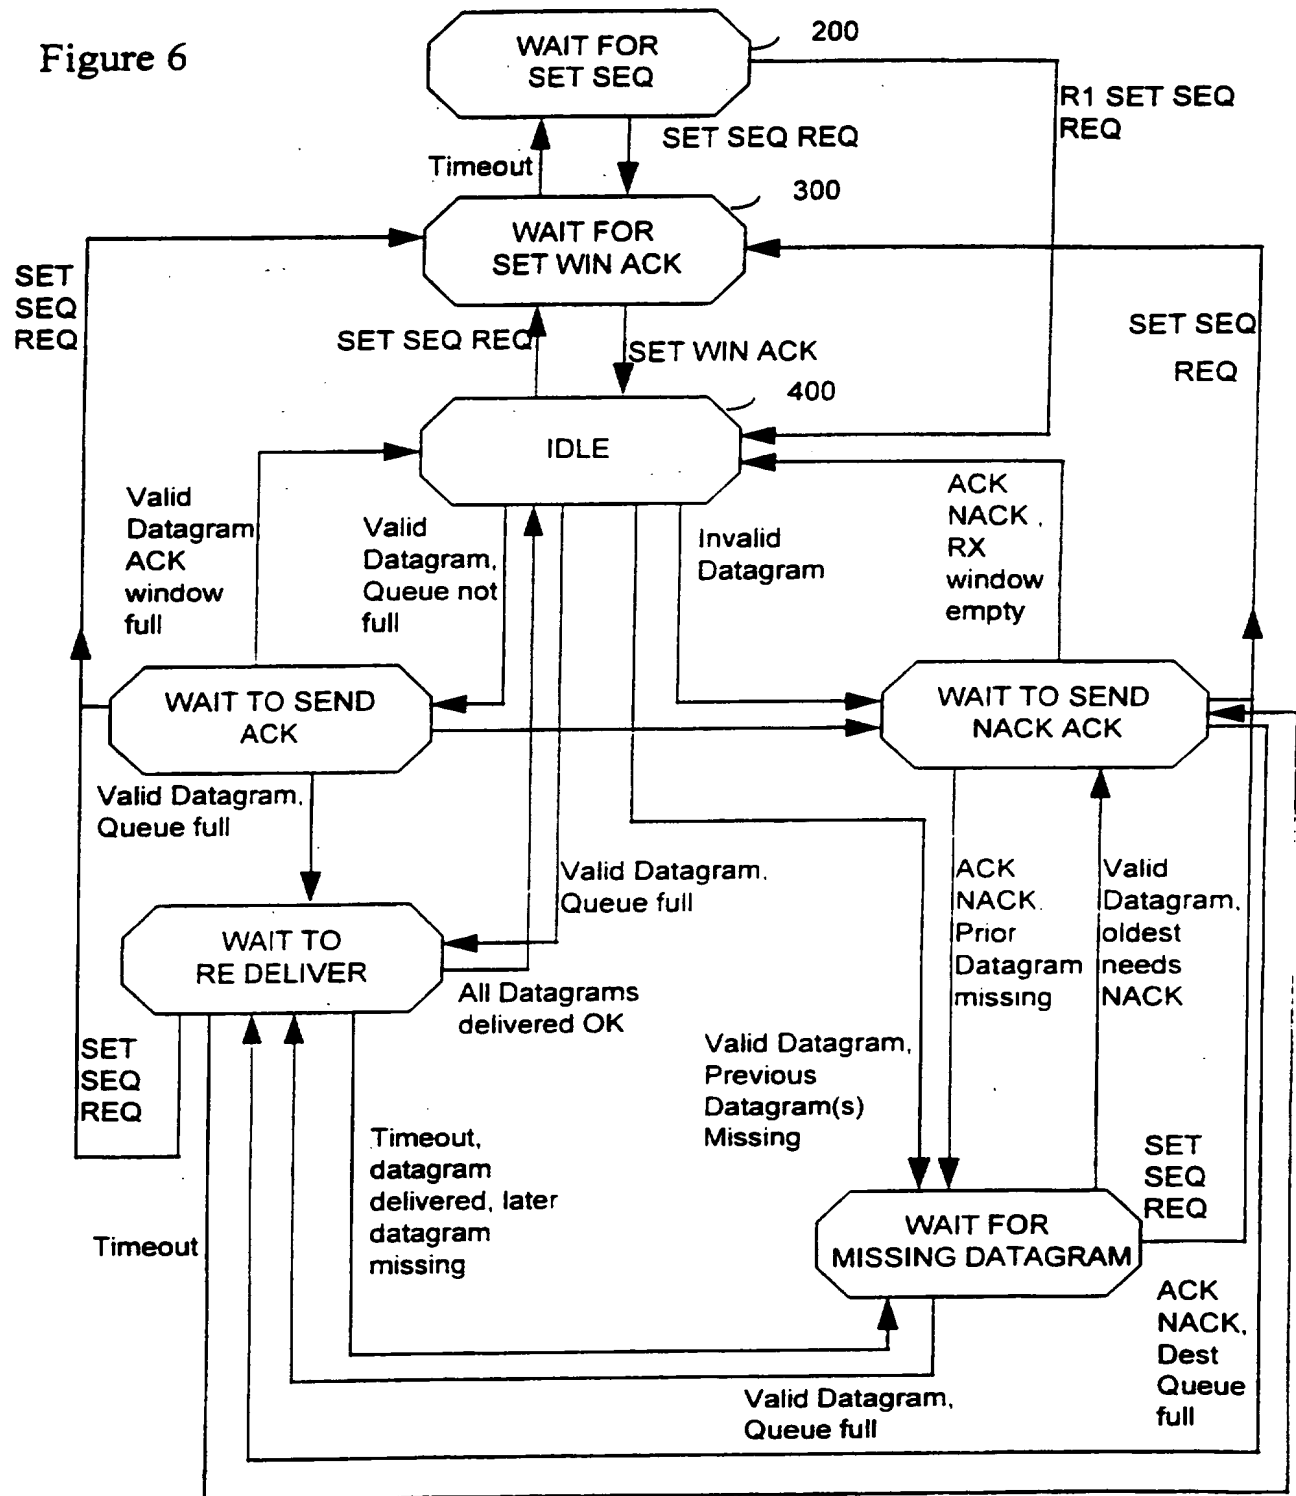 Figure 6
WAIT FOR
SET SEQ
200
R1 SET SEQ
REQ
Timeout
SET SEQ REQ
300
WAIT FOR
SET WIN ACK
SET
SEQ
REQ
SET SEQ
REQ
SET SEQ REQ
SET WIN ACK
400
IDLE
Valid
Datagram
ACK
window
full
Valid
Datagram,
Queue not
full
Invalid
Datagram
ACK
NACK,
RX
window
empty
WAIT TO SEND
ACK
WAIT TO SEND
NACK ACK
Valid Datagram,
Queue full
Valid Datagram,
Queue full
ACK
NACK,
Prior
Datagram
missing
Valid
Datagram,
oldest
needs
NACK
WAIT TO
RE DELIVER
All Datagrams
delivered OK
SET
SEQ
REQ
Valid Datagram,
Previous
Datagram(s)
Missing
Timeout,
datagram
delivered, later
datagram
missing
SET
SEQ
REQ
Timeout
WAIT FOR
MISSING DATAGRAM
ACK
NACK,
Dest
Queue
full
Valid Datagram,
Queue full